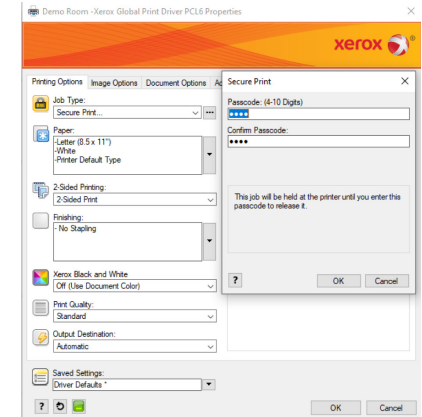 Demo Room - Xerox Global Print Driver PCL6 Properties
xerox
Printing Options Image Options Document Options
Secure Print
Job Type:
Secure Print...
Passcode: (4-10 Digits)
Confirm Passcode:
Paper:
-Letter (8.5 x 11")
-White
-Printer Default Type
2-Sided Printing:
2-Sided Print
This job will be held at the printer until you enter this
passcode to release it.
Finishing:
- No Stapling
? OK Cancel
Xerox Black and White
Off (Use Document Color)
Print Quality:
Standard
Output Destination:
Automatic
Saved Settings:
Driver Defaults *
? OK Cancel